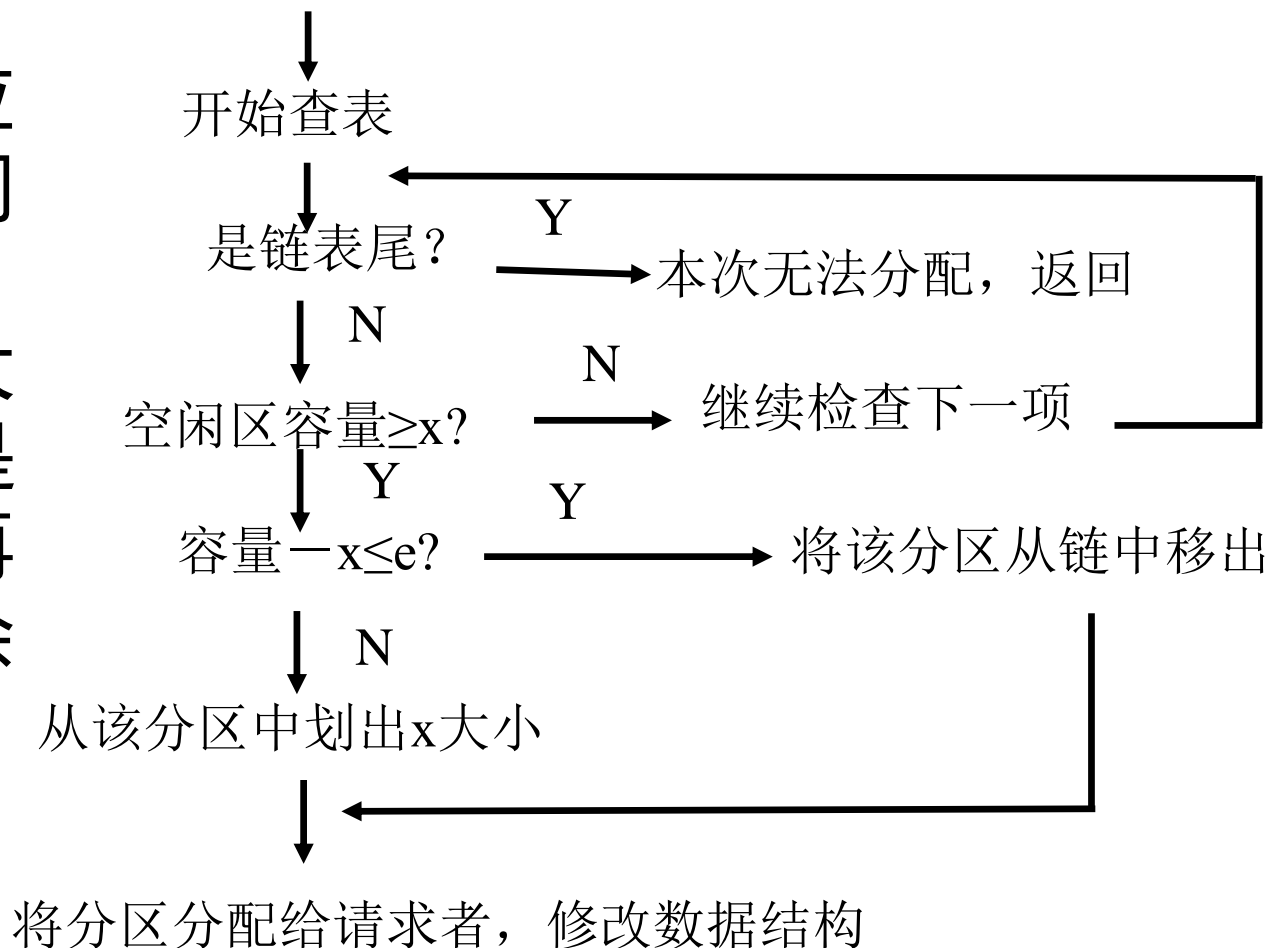 开始查表
是链表尾?
Y
本次无法分配，返回
N
空闲区容量≥x?
N
继续检查下一项
Y
容量－x≤e?
Y
将该分区从链中移出
N
从该分区中划出x大小
将分区分配给请求者，修改数据结构